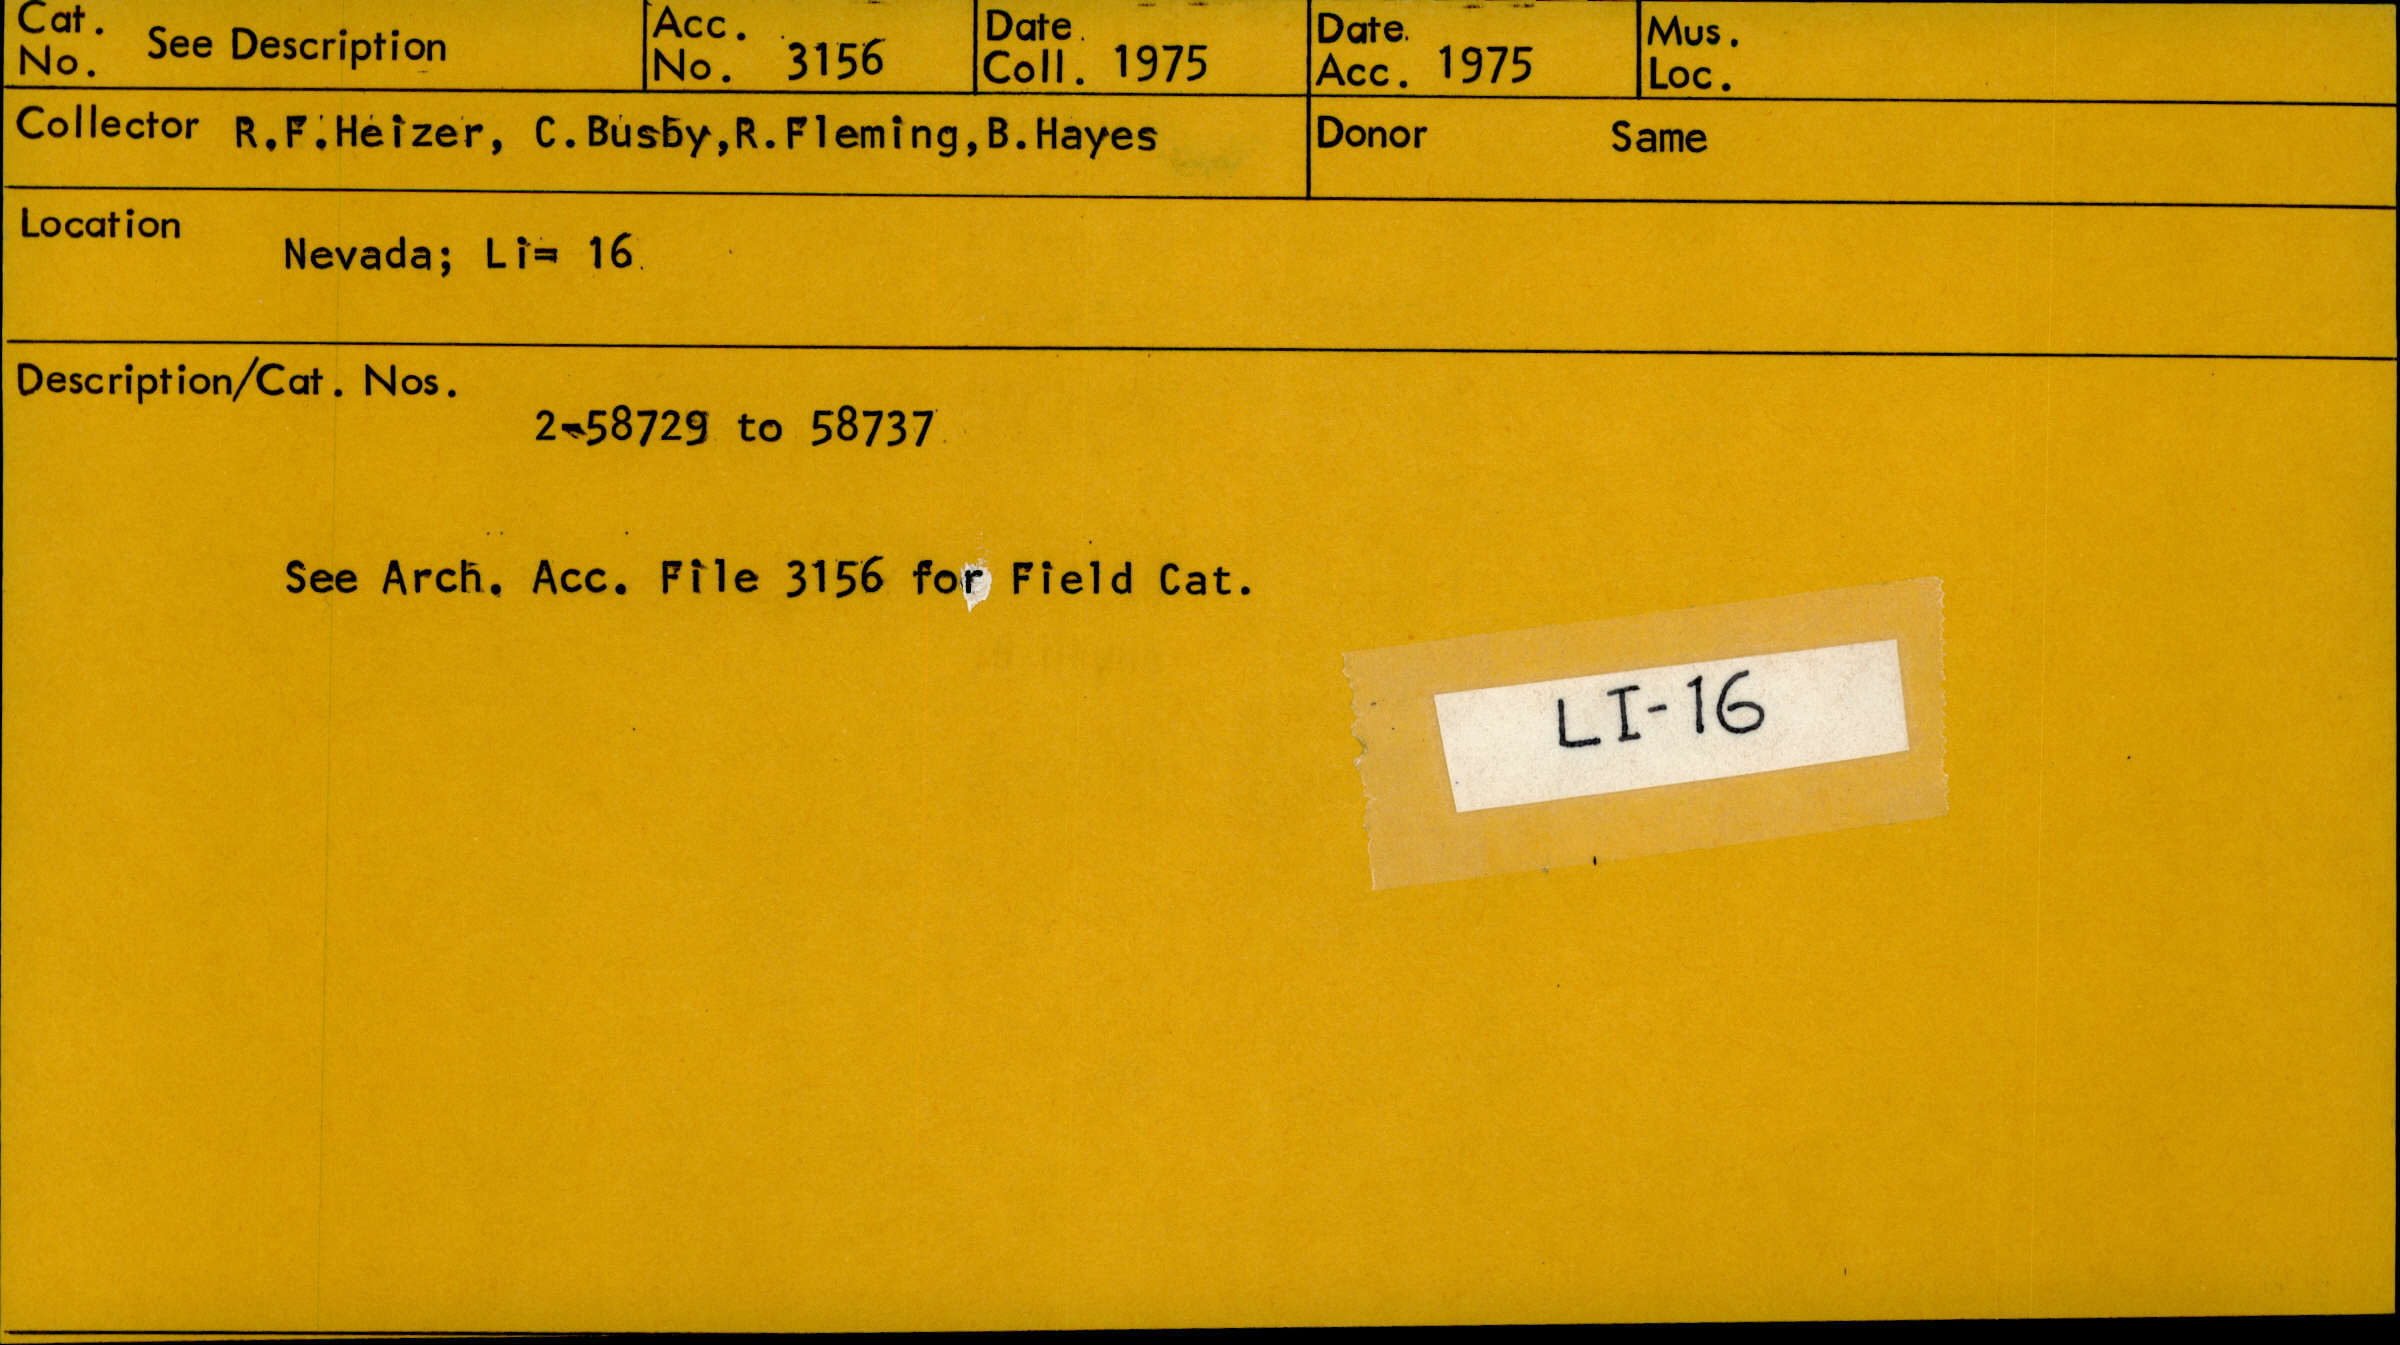 Cat. No. See Description
Acc. No. 3156
Date Coll. 1975
Date Acc. 1975
Mus. Loc.
Collector R.F.Heizer, C.Busby,R.Fleming,B.Hayes
Donor Same
Location
Nevada; Li= 16
Description/Cat. Nos.
2-58729 to 58737
See Arch. Acc. File 3156 for Field Cat.
LI-16